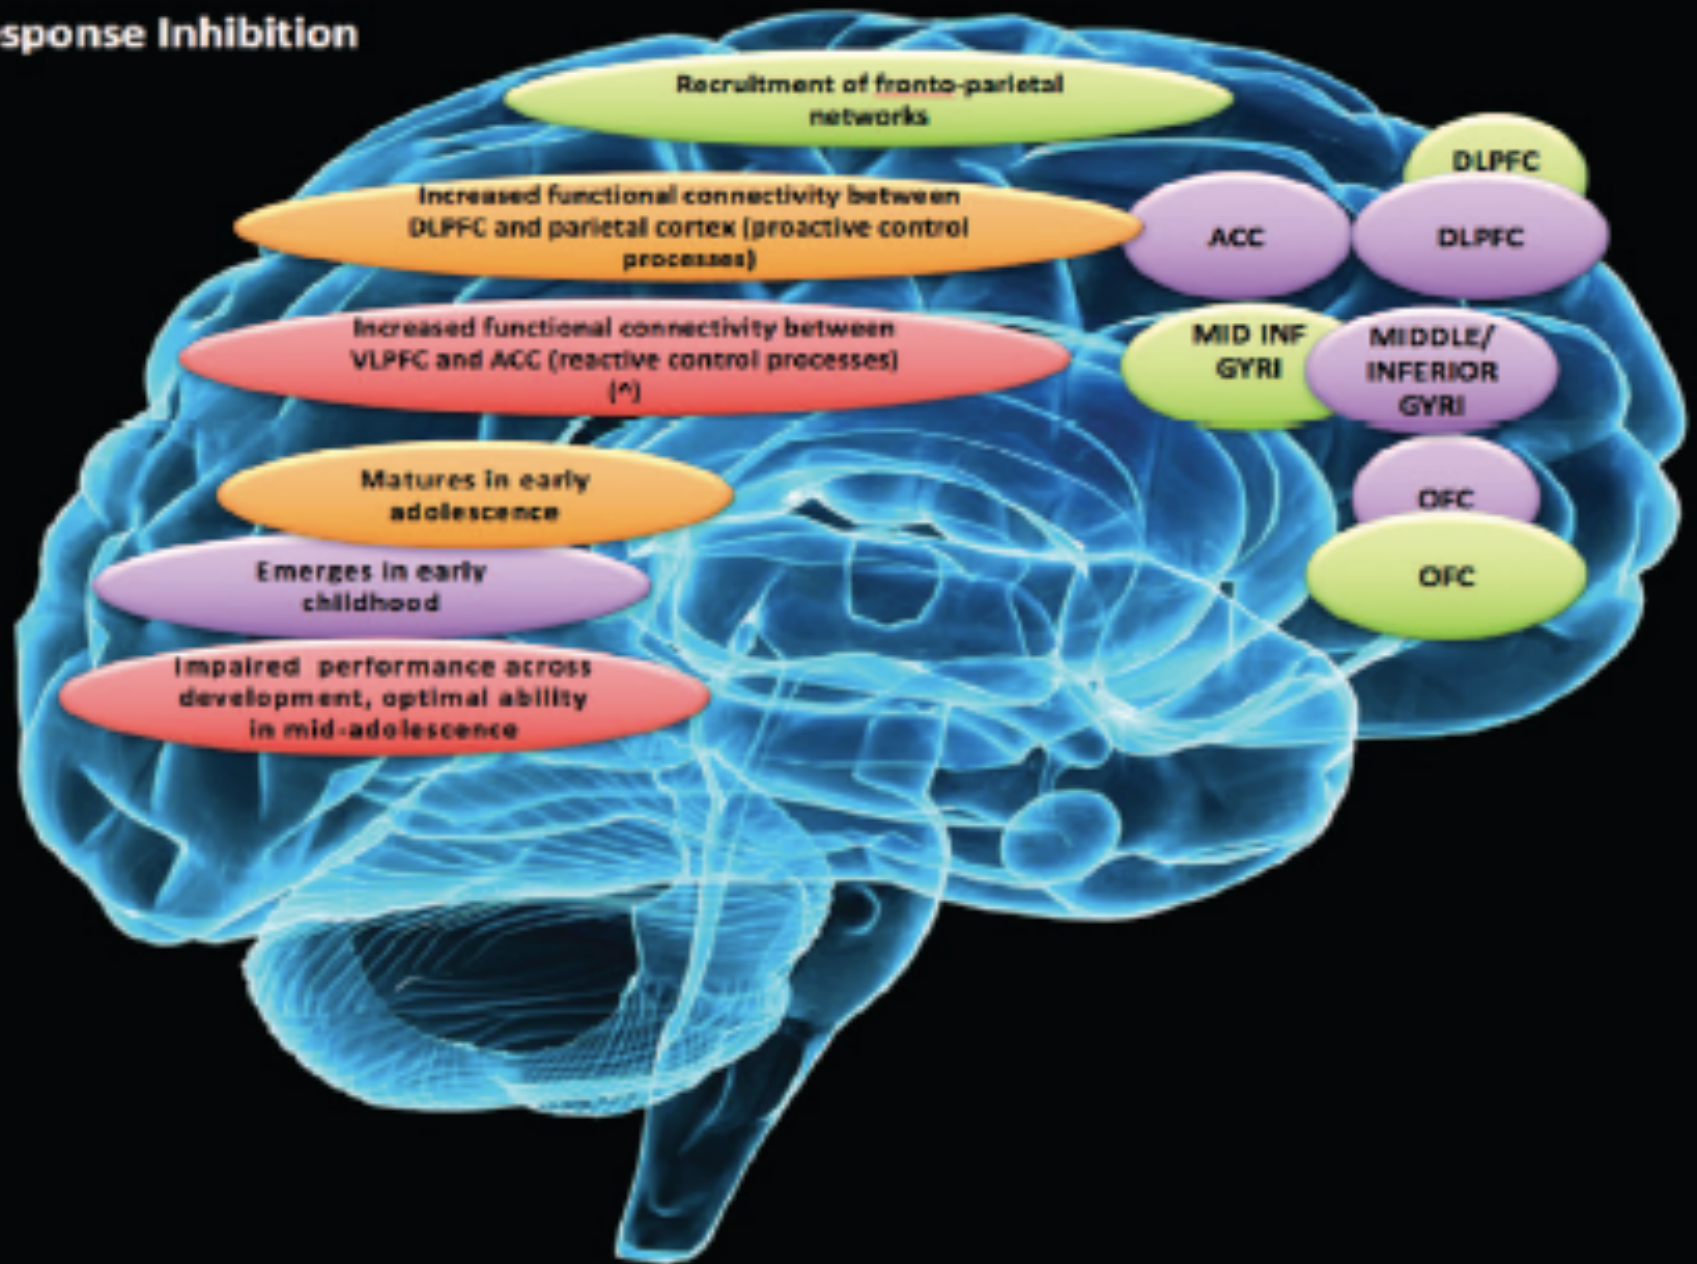 sponse Inhibition
Recruitment of fronto-parietal
networks
DLPFC
Increased functional connectivity between
DLPFC and parietal cortex (proactive control
processes)
ACC
DLPFC
Increased functional connectivity between
VLPFC and ACC (reactive control processes)
(^)
MID INF
GYRI
MIDDLE/
INFERIOR
GYRI
Matures in early
adolescence
OFC
Emerges in early
childhood
OFC
Impaired performance across
development, optimal ability
in mid-adolescence